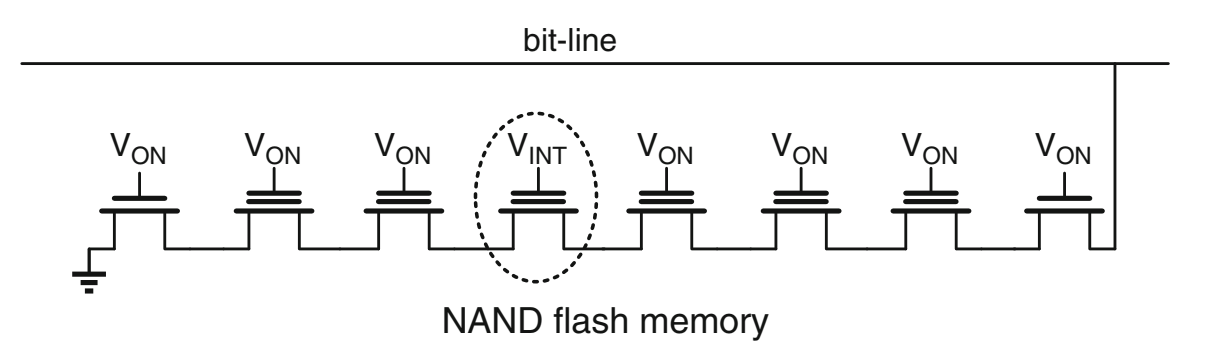 bit-line
V_ON V_ON V_ON V_INT V_ON V_ON V_ON V_ON
NAND flash memory